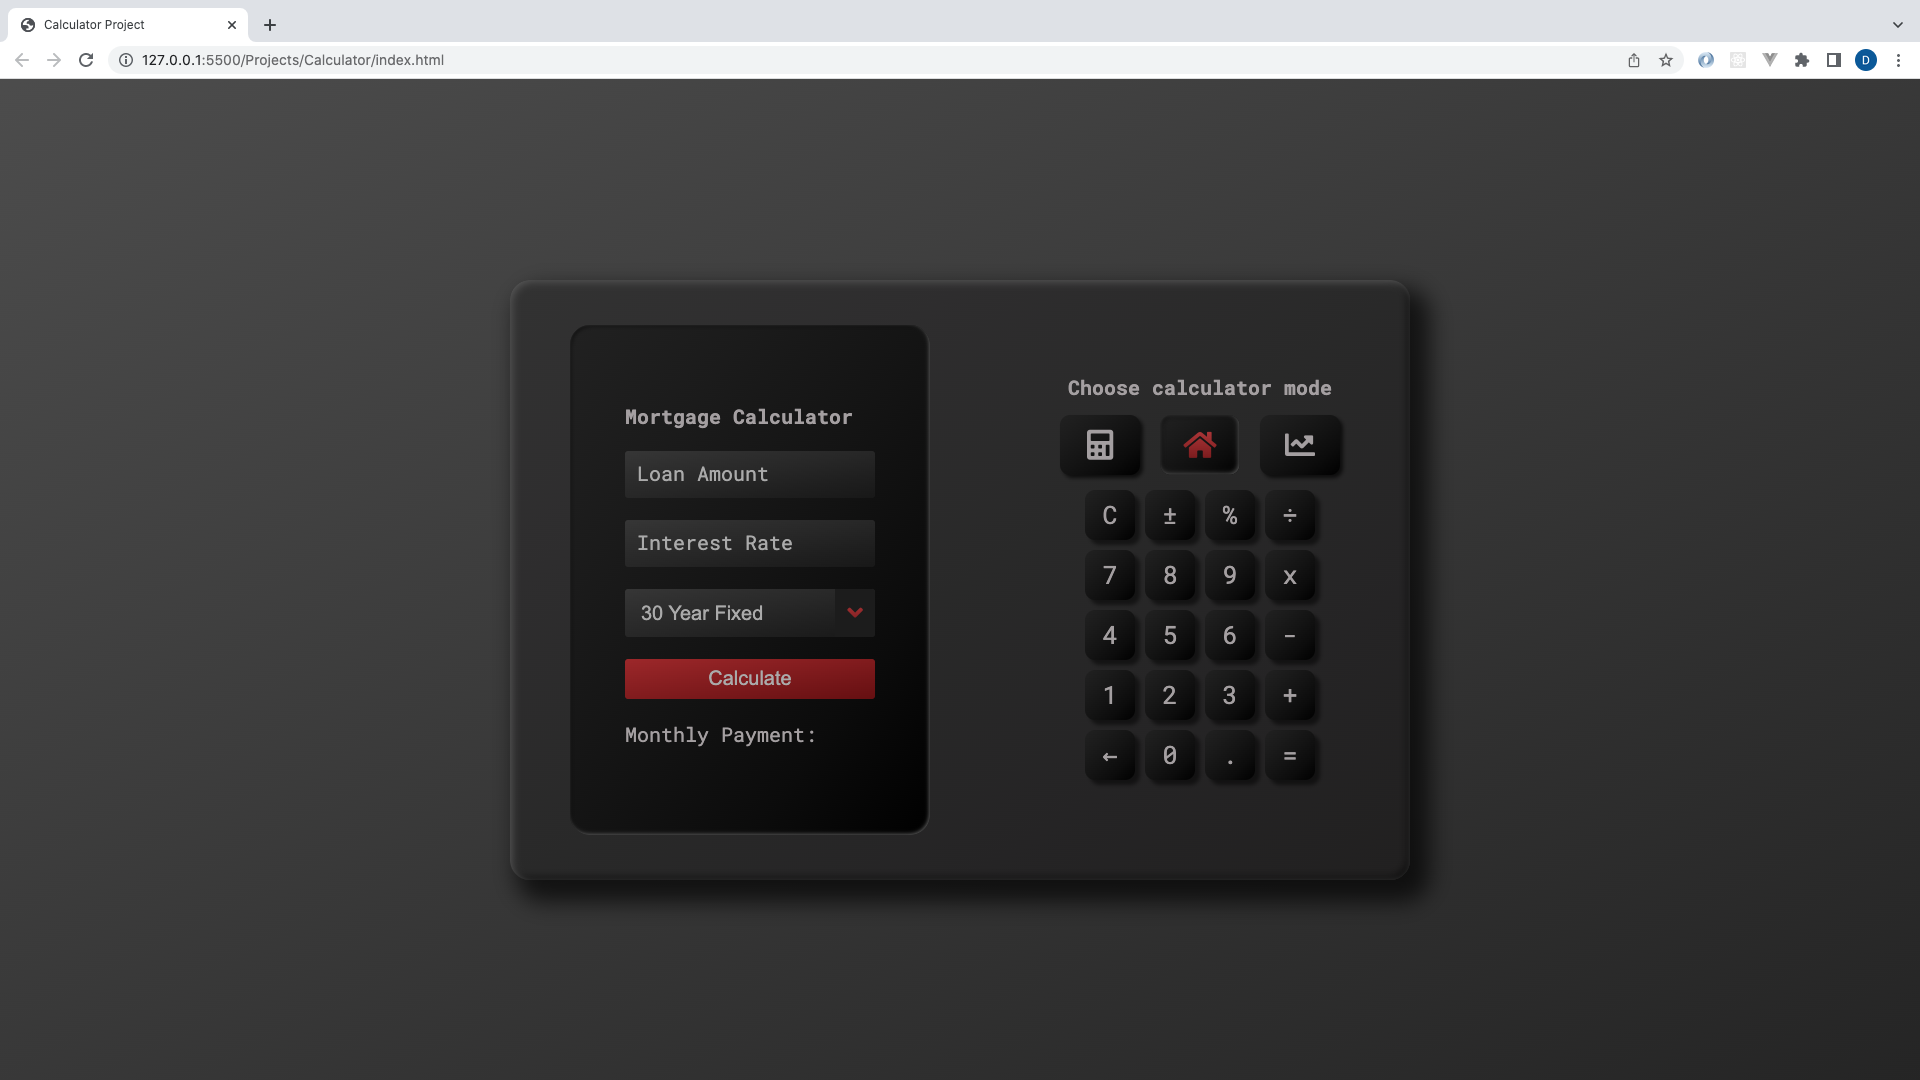 Calculator Project
127.0.0.1:5500/Projects/Calculator/index.html
D
Mortgage Calculator
Loan Amount
Interest Rate
30 Year Fixed
Calculate
Monthly Payment:
Choose calculator mode
C ± % ÷
7 8 9 x
4 5 6 -
1 2 3 +
← 0 . =